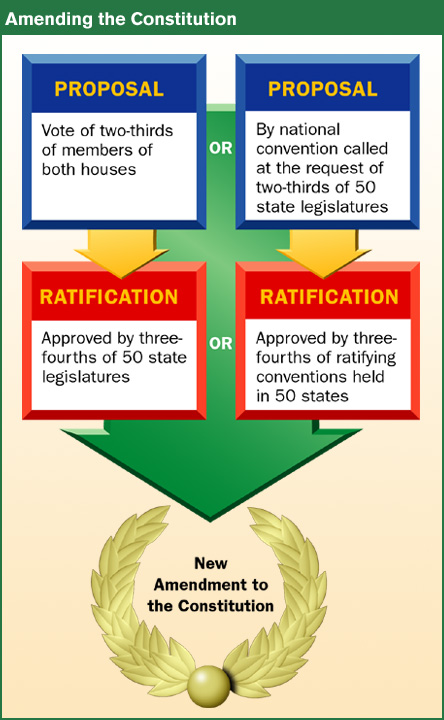 Amending the Constitution
PROPOSAL
Vote of two-thirds
of members of
both houses
OR
PROPOSAL
By national
convention called
at the request of
two-thirds of 50
state legislatures
RATIFICATION
Approved by three-
fourths of 50 state
legislatures
OR
RATIFICATION
Approved by three-
fourths of ratifying
conventions held
in 50 states
New
Amendment to
the Constitution